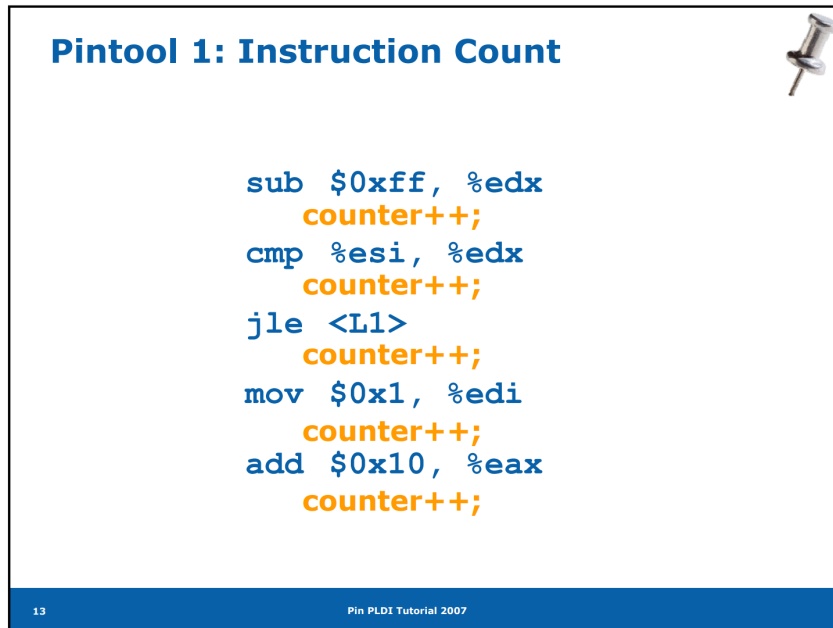 Pintool 1: Instruction Count
sub $0xff, %edx
counter++;
cmp %esi, %edx
counter++;
jle <L1>
counter++;
mov $0x1, %edi
counter++;
add $0x10, %eax
counter++;
13
Pin PLDI Tutorial 2007